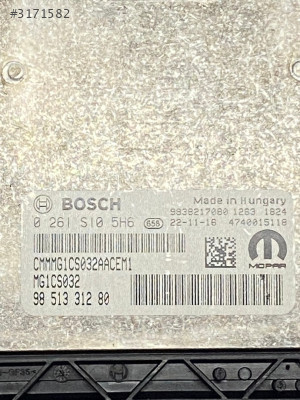 #3171582
BOSCH
Made in Hungary
9838217080 1263 1824
0 261 S10 5H6 656 22-11-16 4740015118
CMMMG1CS032AACEM1
MG1CS032
98 513 312 80
MOPAR